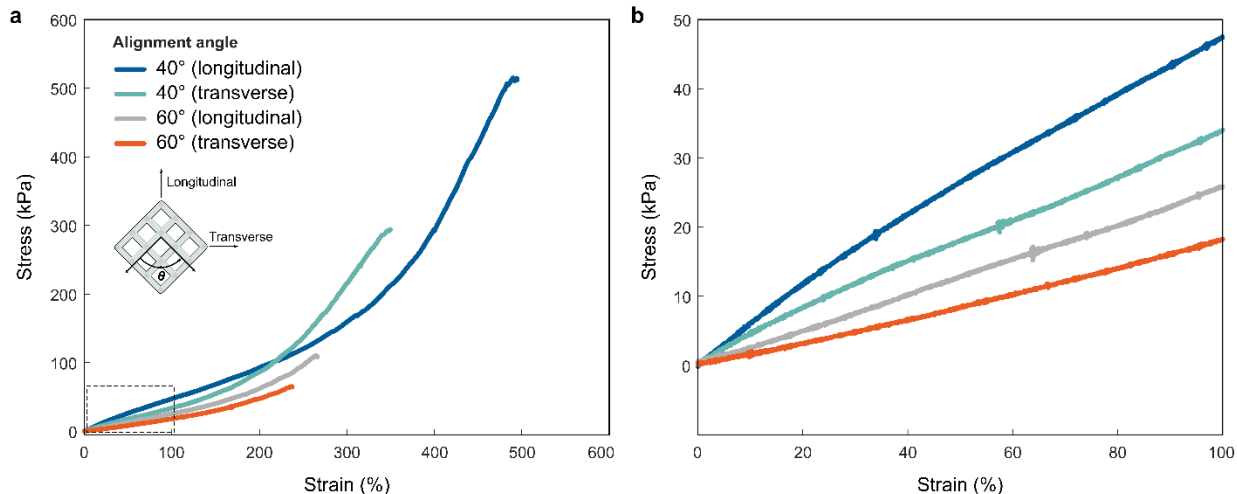 a
600
500
400
300
200
100
0
Stress (kPa)
0 100 200 300 400 500 600
Strain (%)
Alignment angle
40° (longitudinal)
40° (transverse)
60° (longitudinal)
60° (transverse)
Longitudinal
Transverse
θ
b
50
40
30
20
10
0
Stress (kPa)
0 20 40 60 80 100
Strain (%)